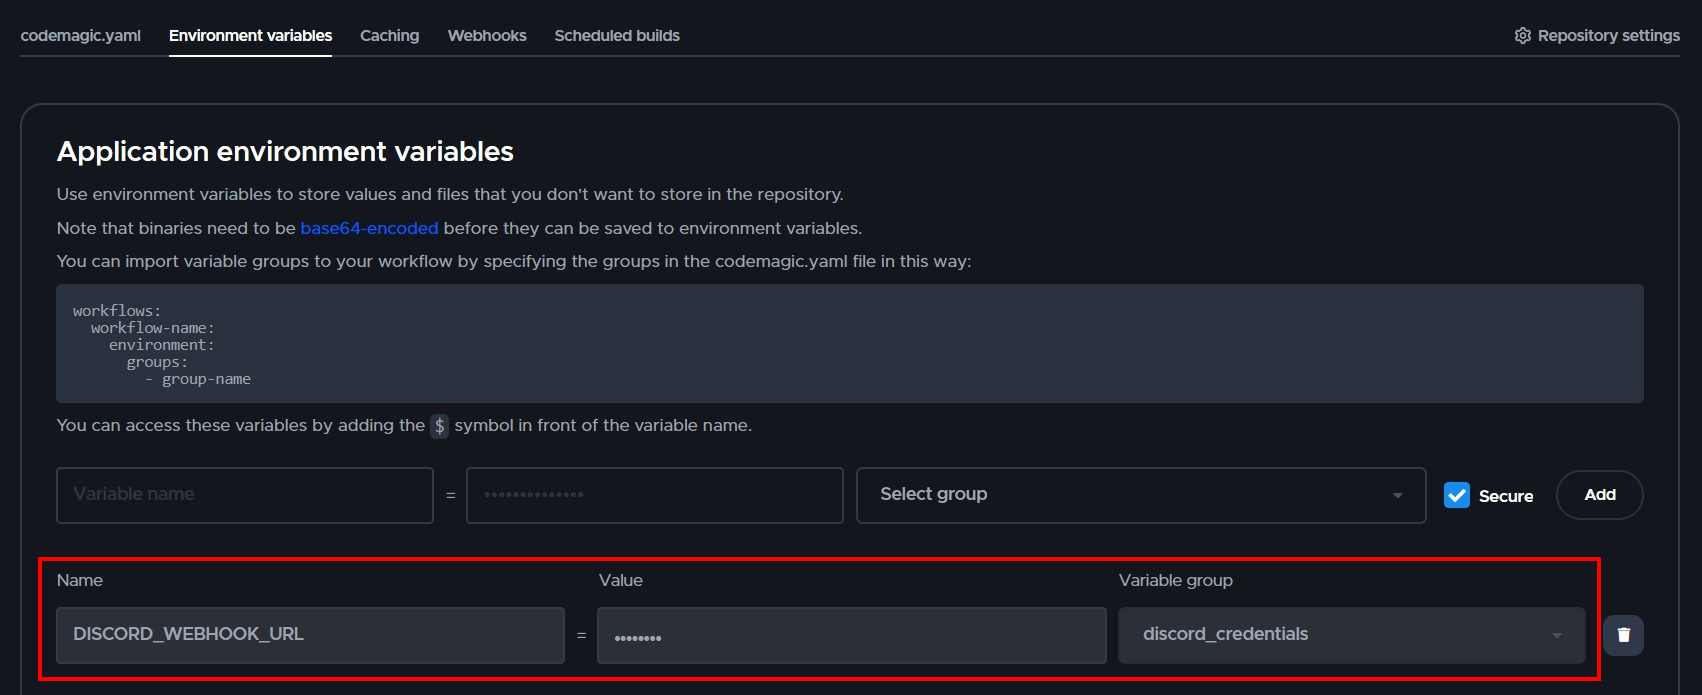 codemagic.yaml Environment variables Caching Webhooks Scheduled builds Repository settings
Application environment variables
Use environment variables to store values and files that you don't want to store in the repository.
Note that binaries need to be base64-encoded before they can be saved to environment variables.
You can import variable groups to your workflow by specifying the groups in the codemagic.yaml file in this way:
workflows:
  workflow-name:
    environment:
      groups:
        - group-name
You can access these variables by adding the $ symbol in front of the variable name.
Variable name = •••••••••••••• Select group Secure Add
Name Value Variable group
DISCORD_WEBHOOK_URL = •••••••• discord_credentials